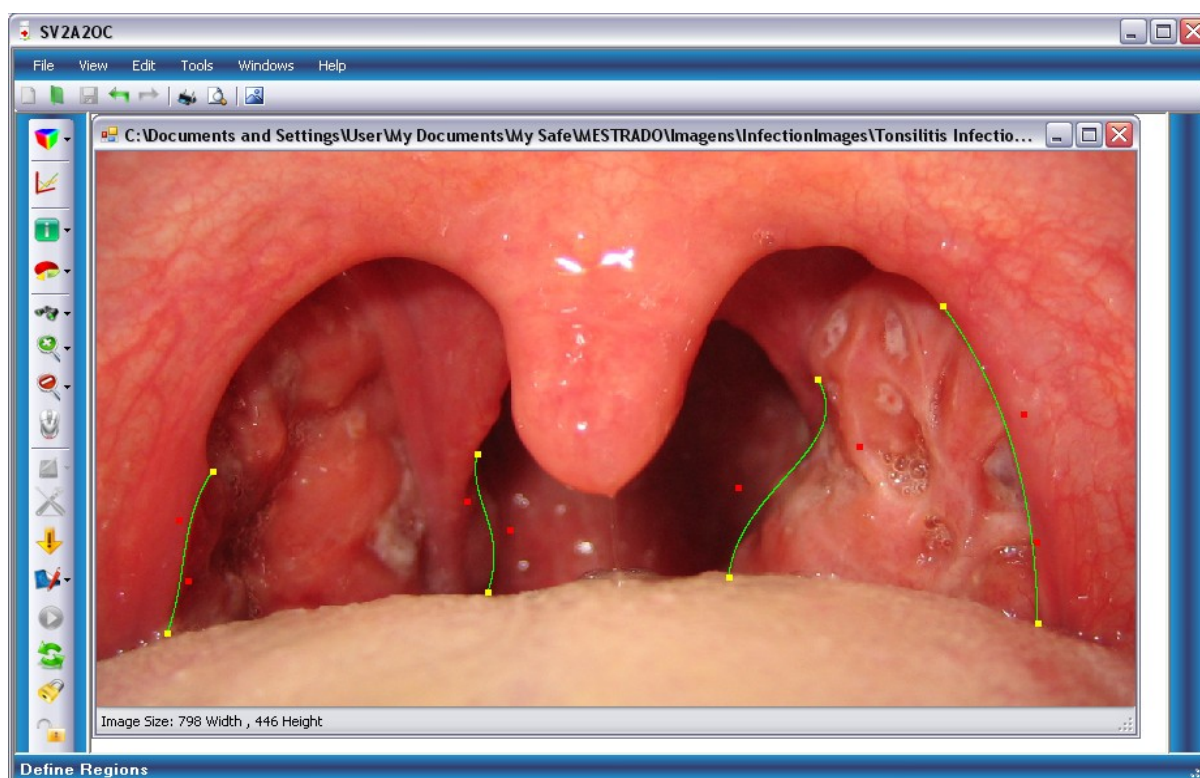 SV2A2OC
File View Edit Tools Windows Help
C:\Documents and Settings\User\My Documents\My Safe\MESTRADO\Imagens\InfectionImages\Tonsilitis Infectio...
Image Size: 798 Width , 446 Height
Define Regions